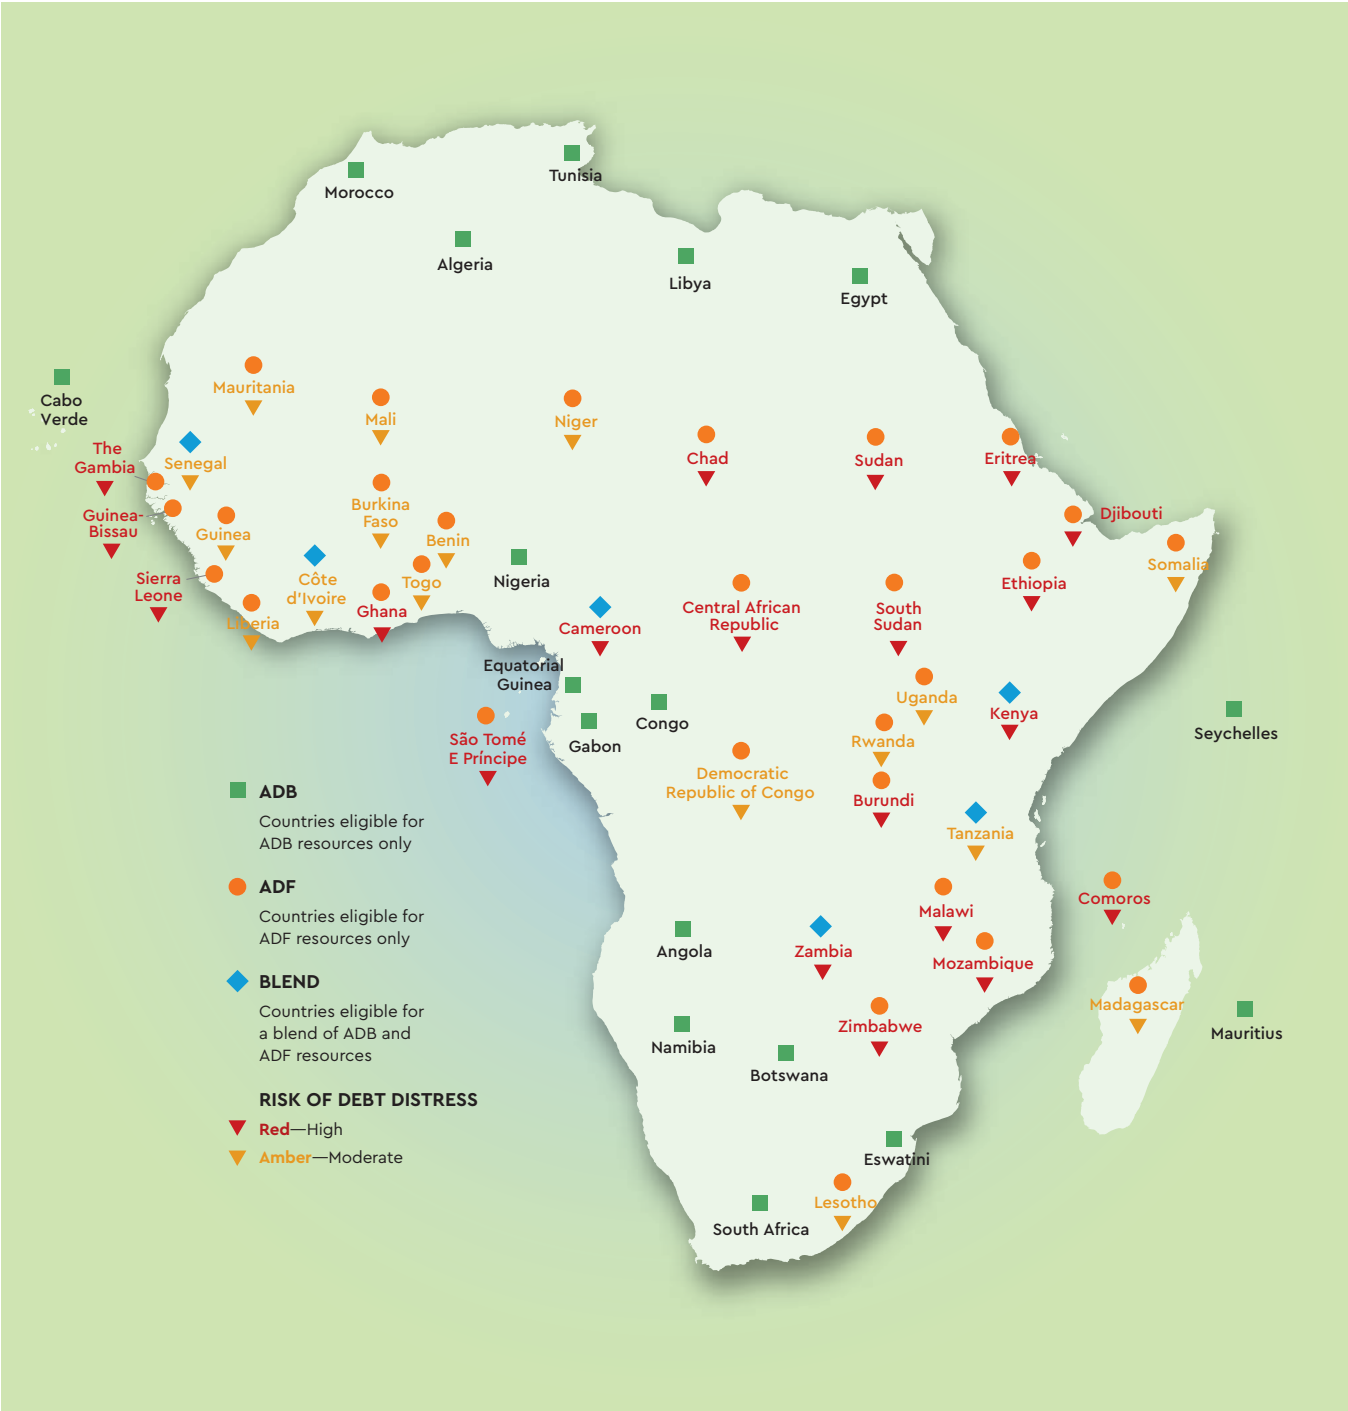 Tunisia
Morocco
Algeria
Libya
Egypt
Mauritania
Cabo
Verde
Mali
Niger
The
Gambia
Senegal
Chad
Sudan
Eritrea
Guinea-
Bissau
Guinea
Burkina
Faso
Benin
Djibouti
Somalia
Sierra
Leone
Côte
d'Ivoire
Togo
Nigeria
Ethiopia
Liberia
Ghana
Cameroon
Central African
Republic
South
Sudan
Equatorial
Guinea
Uganda
Kenya
Congo
Gabon
Seychelles
São Tomé
E Príncipe
Rwanda
Democratic
Republic of Congo
Burundi
Tanzania
ADB
Countries eligible for
ADB resources only
ADF
Countries eligible for
ADF resources only
BLEND
Countries eligible for
a blend of ADB and
ADF resources
RISK OF DEBT DISTRESS
Red—High
Amber—Moderate
Comoros
Malawi
Angola
Zambia
Mozambique
Madagascar
Zimbabwe
Mauritius
Namibia
Botswana
Eswatini
Lesotho
South Africa